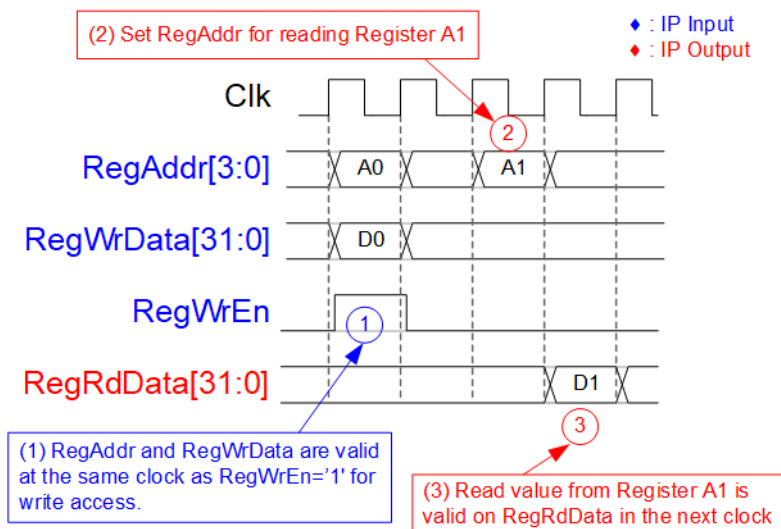 (2) Set RegAddr for reading Register A1
♦ : IP Input
♦ : IP Output
Clk
2
RegAddr[3:0]
A0
A1
RegWrData[31:0]
D0
RegWrEn
1
RegRdData[31:0]
D1
3
(1) RegAddr and RegWrData are valid
at the same clock as RegWrEn='1' for
write access.
(3) Read value from Register A1 is
valid on RegRdData in the next clock